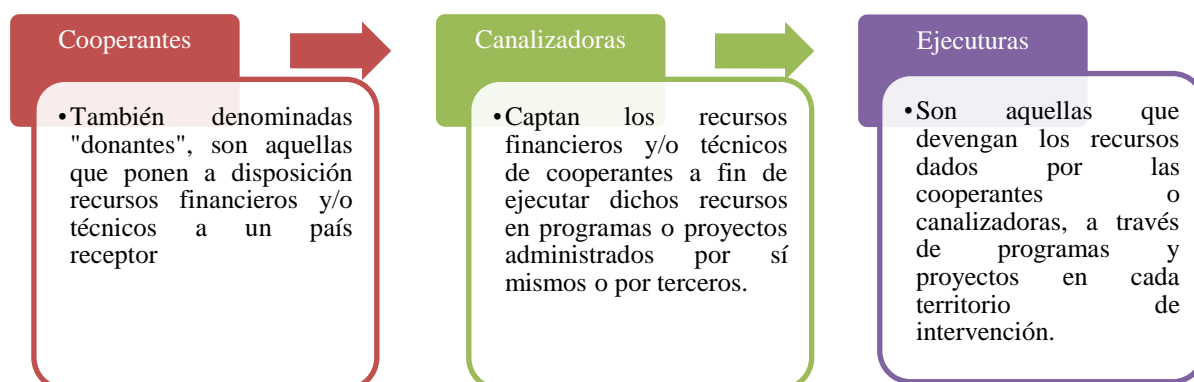 Cooperantes
•También denominadas
"donantes", son aquellas
que ponen a disposición
recursos financieros y/o
técnicos a un país
receptor
Canalizadoras
•Captan los recursos
financieros y/o técnicos
de cooperantes a fin de
ejecutar dichos recursos
en programas o proyectos
administrados por sí
mismos o por terceros.
Ejecuturas
•Son aquellas que
devengan los recursos
dados por las
cooperantes o
canalizadoras, a través
de programas y
proyectos en cada
territorio de
intervención.